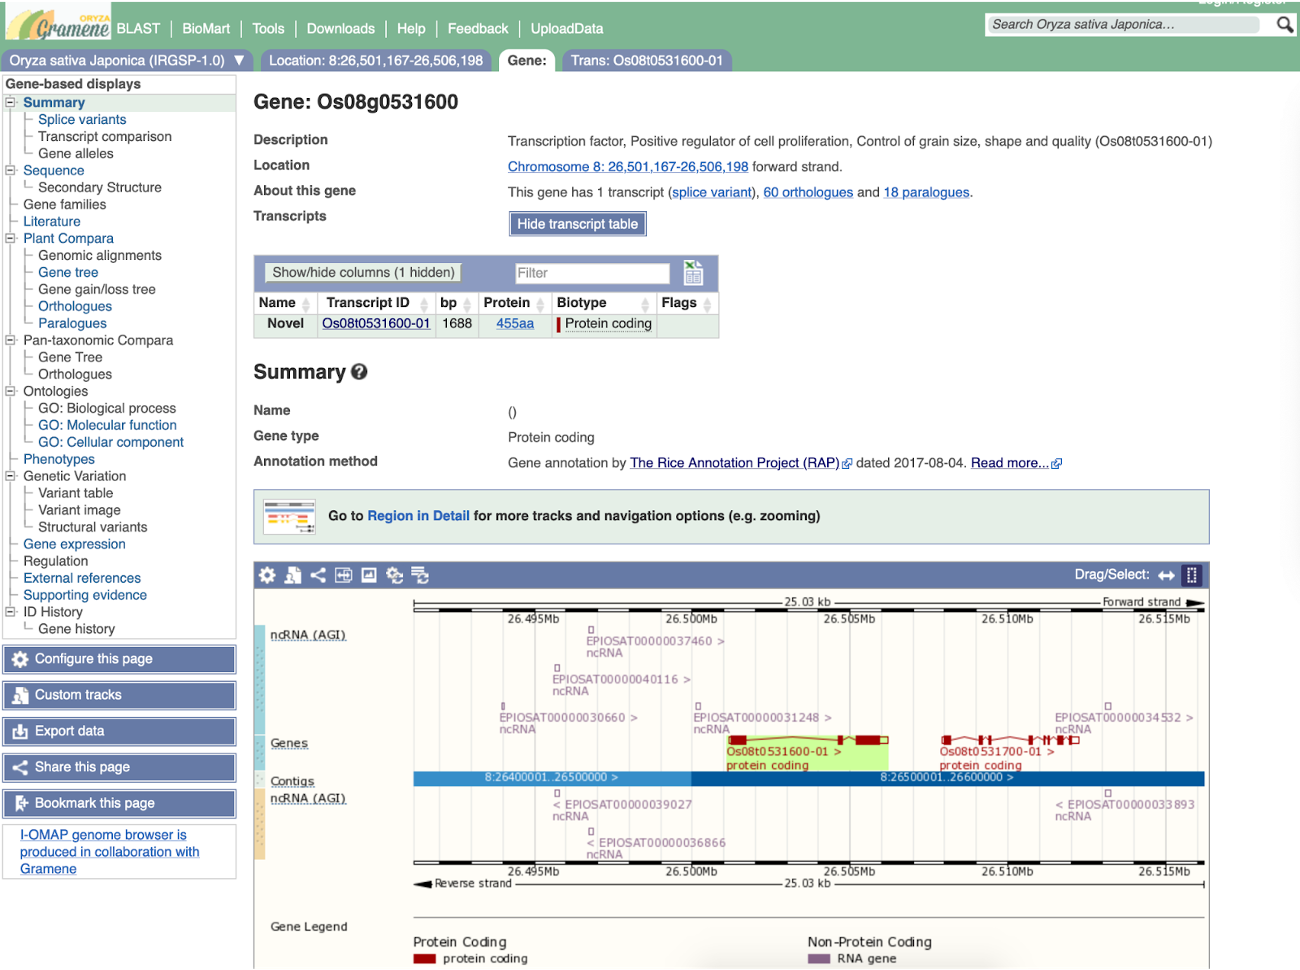 Login/Register
ORYZA
Gramene
BLAST | BioMart | Tools | Downloads | Help | Feedback | UploadData
Search Oryza sativa Japonica...
Oryza sativa Japonica (IRGSP-1.0) ▼
Location: 8:26,501,167-26,506,198
Gene:
Trans: Os08t0531600-01
Gene-based displays
Summary
Splice variants
Transcript comparison
Gene alleles
Sequence
Secondary Structure
Gene families
Literature
Plant Compara
Genomic alignments
Gene tree
Gene gain/loss tree
Orthologues
Paralogues
Pan-taxonomic Compara
Gene Tree
Orthologues
Ontologies
GO: Biological process
GO: Molecular function
GO: Cellular component
Phenotypes
Genetic Variation
Variant table
Variant image
Structural variants
Gene expression
Regulation
External references
Supporting evidence
ID History
Gene history
Configure this page
Custom tracks
Export data
Share this page
Bookmark this page
I-OMAP genome browser is
produced in collaboration with
Gramene
Gene: Os08g0531600
Description Transcription factor, Positive regulator of cell proliferation, Control of grain size, shape and quality (Os08t0531600-01)
Location Chromosome 8: 26,501,167-26,506,198 forward strand.
About this gene This gene has 1 transcript (splice variant), 60 orthologues and 18 paralogues.
Transcripts Hide transcript table
Show/hide columns (1 hidden) Filter
Name Transcript ID bp Protein Biotype Flags
Novel Os08t0531600-01 1688 455aa Protein coding
Summary ?
Name ()
Gene type Protein coding
Annotation method Gene annotation by The Rice Annotation Project (RAP) dated 2017-08-04. Read more...
Go to Region in Detail for more tracks and navigation options (e.g. zooming)
Drag/Select:
25.03 kb Forward strand
26.495Mb 26.500Mb 26.505Mb 26.510Mb 26.515Mb
ncRNA (AGI)
EPIOSAT00000037460 >
ncRNA
EPIOSAT00000040116 >
ncRNA
EPIOSAT00000030660 > EPIOSAT00000031248 > EPIOSAT00000034532 >
ncRNA ncRNA ncRNA
Genes
Os08t0531600-01 > Os08t0531700-01 >
protein coding protein coding
Contigs 8:26400001..26500000 > 8:26500001..26600000 >
ncRNA (AGI)
< EPIOSAT00000039027 < EPIOSAT00000033893
ncRNA ncRNA
< EPIOSAT00000036866
ncRNA
26.495Mb 26.500Mb 26.505Mb 26.510Mb 26.515Mb
Reverse strand 25.03 kb
Gene Legend
Protein Coding Non-Protein Coding
protein coding RNA gene